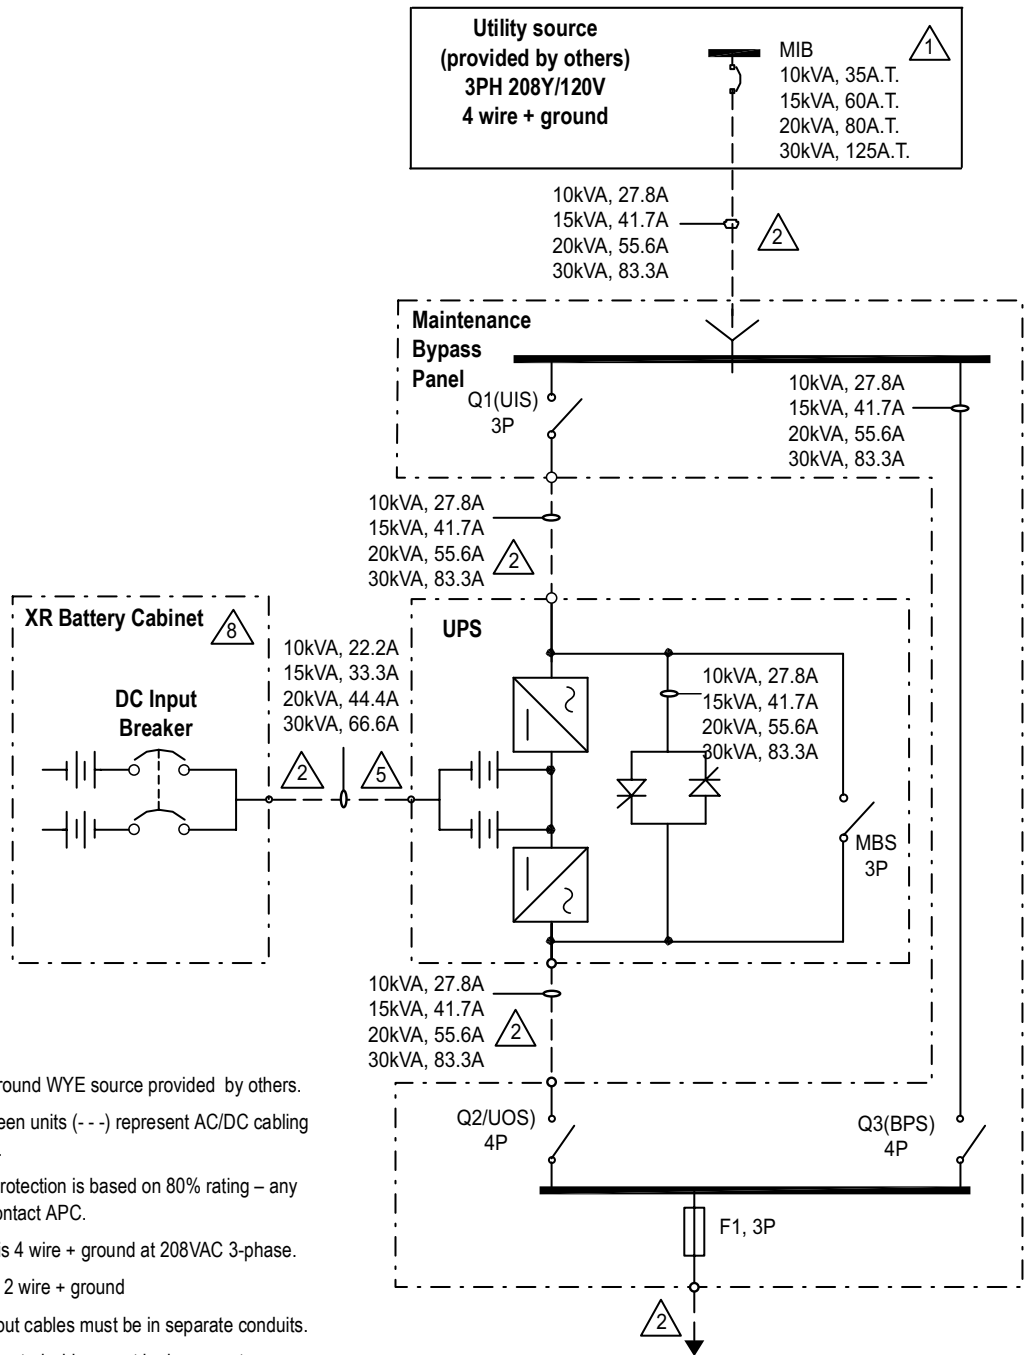 Utility source
(provided by others)
3PH 208Y/120V
4 wire + ground
MIB
10kVA, 35A.T.
15kVA, 60A.T.
20kVA, 80A.T.
30kVA, 125A.T.
1
10kVA, 27.8A
15kVA, 41.7A
20kVA, 55.6A
30kVA, 83.3A
2
Maintenance
Bypass
Panel
Q1(UIS)
3P
10kVA, 27.8A
15kVA, 41.7A
20kVA, 55.6A
30kVA, 83.3A
10kVA, 27.8A
15kVA, 41.7A
20kVA, 55.6A
30kVA, 83.3A
2
XR Battery Cabinet
8
DC Input
Breaker
10kVA, 22.2A
15kVA, 33.3A
20kVA, 44.4A
30kVA, 66.6A
2
5
UPS
10kVA, 27.8A
15kVA, 41.7A
20kVA, 55.6A
30kVA, 83.3A
MBS
3P
10kVA, 27.8A
15kVA, 41.7A
20kVA, 55.6A
30kVA, 83.3A
2
Q2/UOS)
4P
Q3(BPS)
4P
F1, 3P
2
round WYE source provided by others.
een units (- - -) represent AC/DC cabling
.
rotection is based on 80% rating – any
ontact APC.
is 4 wire + ground at 208VAC 3-phase.
2 wire + ground
out cables must be in separate conduits.